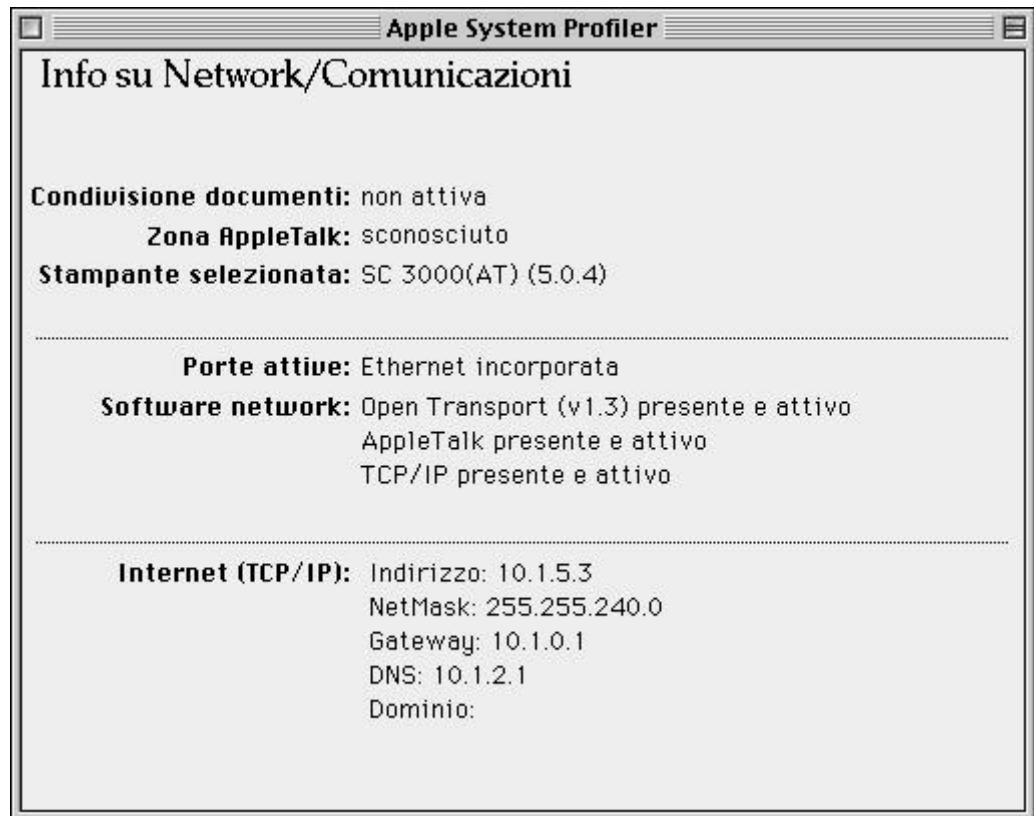 Apple System Profiler
Info su Network/Comunicazioni
Condivisione documenti: non attiva
Zona AppleTalk: sconosciuto
Stampante selezionata: SC 3000(AT) (5.0.4)
Porte attive: Ethernet incorporata
Software network: Open Transport (v1.3) presente e attivo
AppleTalk presente e attivo
TCP/IP presente e attivo
Internet (TCP/IP): Indirizzo: 10.1.5.3
NetMask: 255.255.240.0
Gateway: 10.1.0.1
DNS: 10.1.2.1
Dominio: